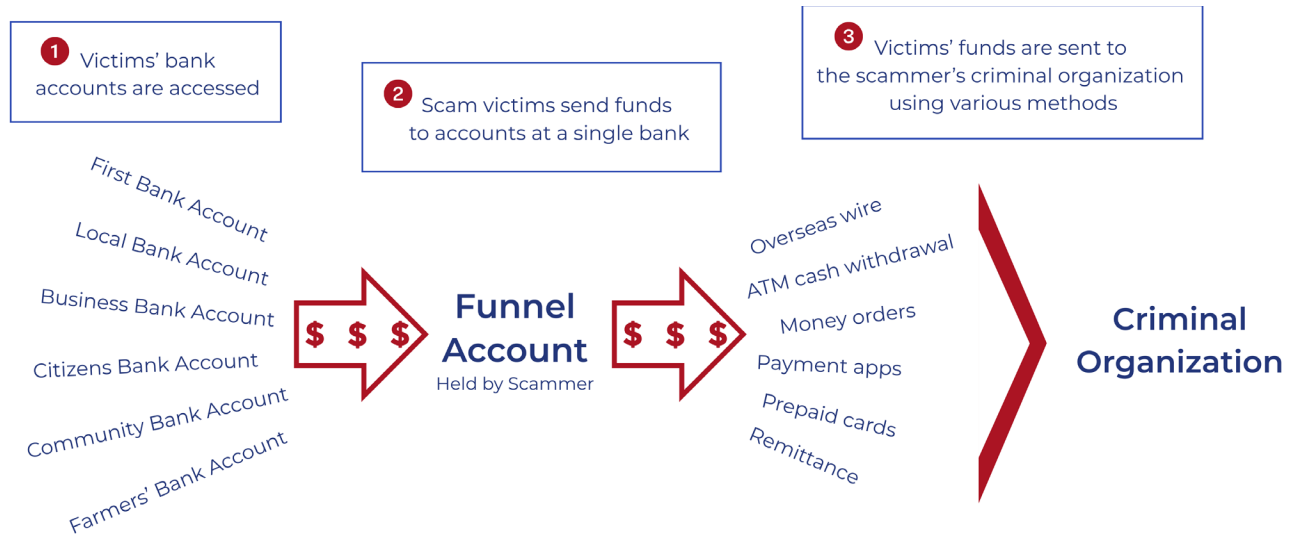 1 Victims’ bank
accounts are accessed
2 Scam victims send funds
to accounts at a single bank
3 Victims’ funds are sent to
the scammer’s criminal organization
using various methods
First Bank Account
Local Bank Account
Business Bank Account
Citizens Bank Account
Community Bank Account
Farmers’ Bank Account
$ $ $
Funnel
Account
Held by Scammer
$ $ $
Overseas wire
ATM cash withdrawal
Money orders
Payment apps
Prepaid cards
Remittance
Criminal
Organization